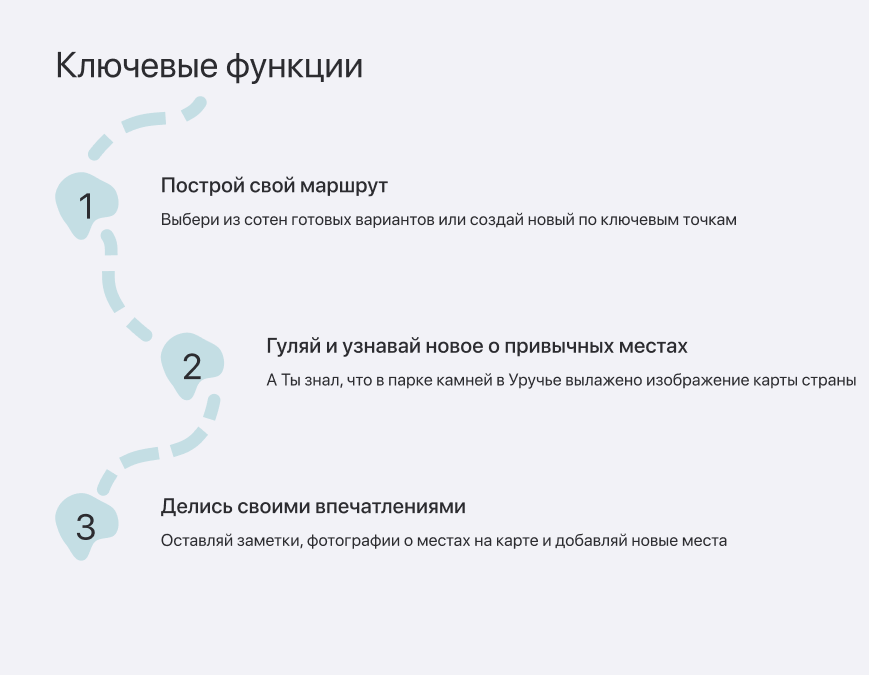 Ключевые функции
1
Построй свой маршрут
Выбери из сотен готовых вариантов или создай новый по ключевым точкам
2
Гуляй и узнавай новое о привычных местах
А Ты знал, что в парке камней в Уручье вылажено изображение карты страны
3
Делись своими впечатлениями
Оставляй заметки, фотографии о местах на карте и добавляй новые места